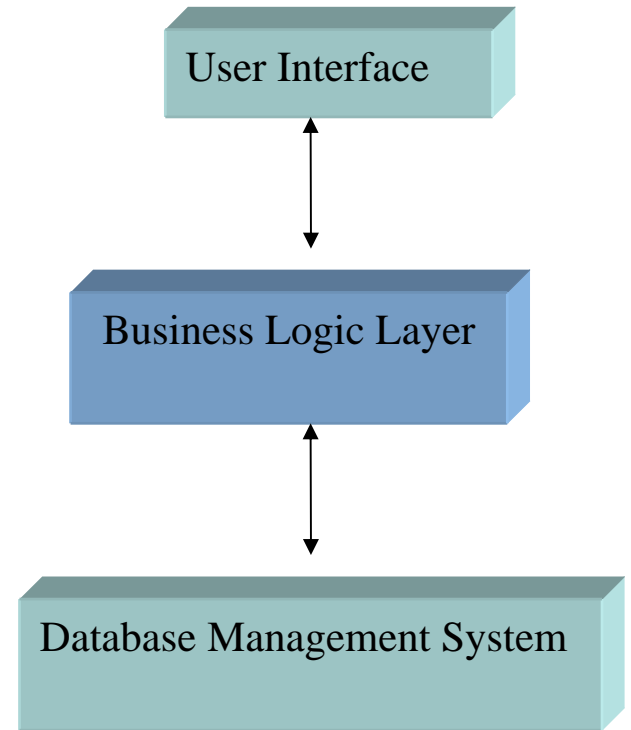 User Interface
Business Logic Layer
Database Management System